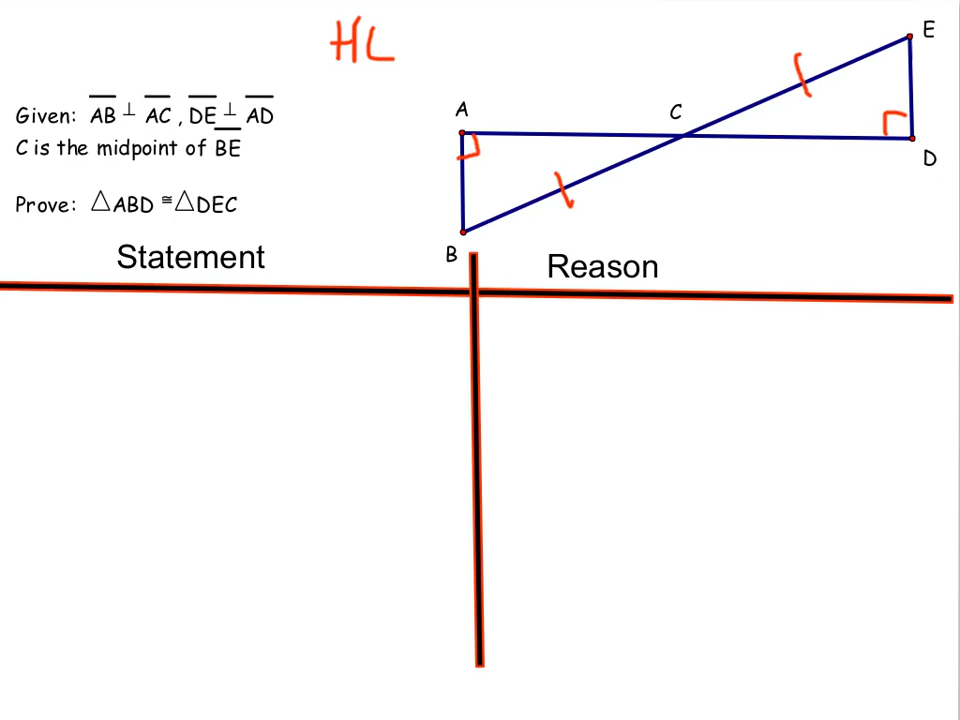 HL
Given: AB ⊥ AC , DE ⊥ AD
C is the midpoint of BE
Prove: △ABD ≅ △DEC
A
C
E
D
B
Statement
Reason